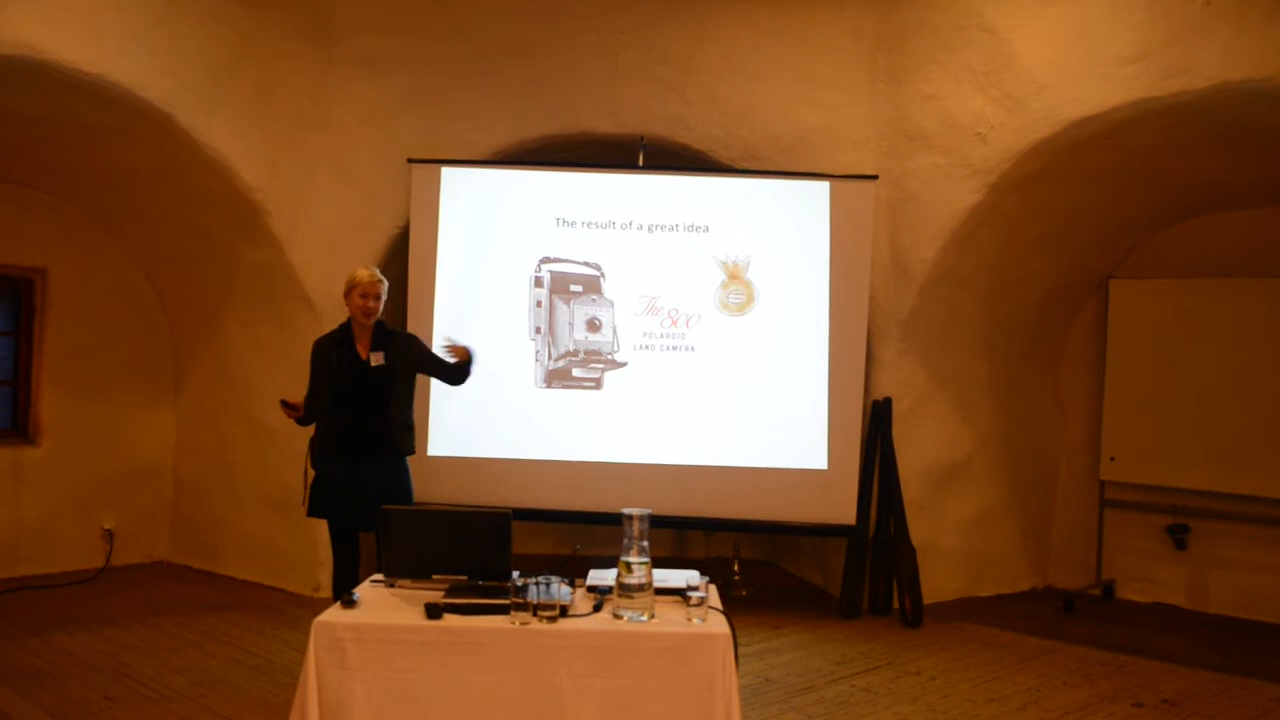 The result of a great idea
The 800
POLAROID
LAND CAMERA